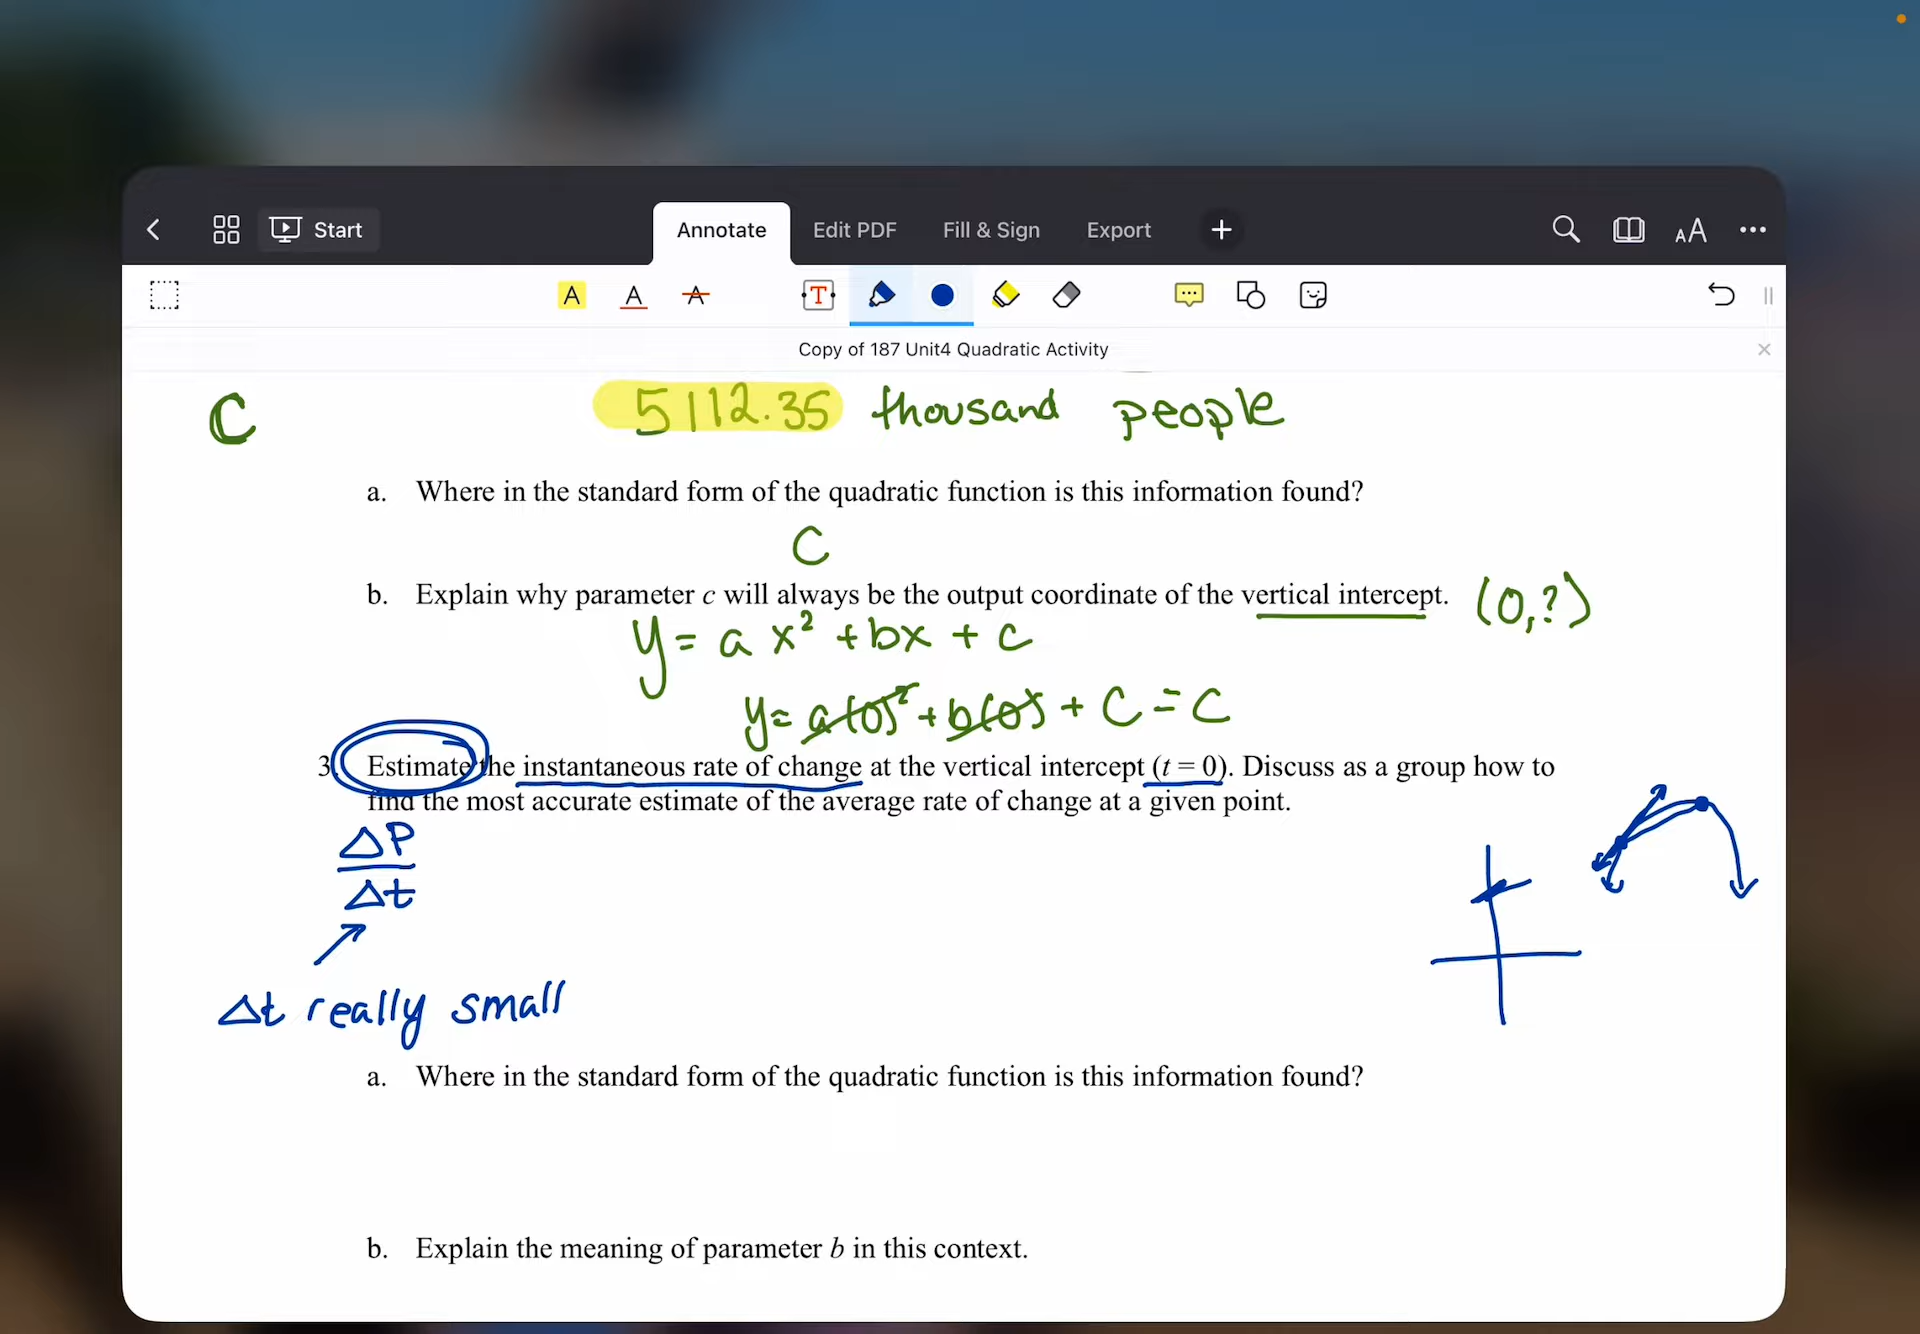 Start
Annotate
Edit PDF
Fill & Sign
Export
Copy of 187 Unit4 Quadratic Activity
C
5112.35 thousand people
a. Where in the standard form of the quadratic function is this information found?
C
b. Explain why parameter c will always be the output coordinate of the vertical intercept. (0,?)
y = ax² + bx + c
y = a(0)² + b(0) + C = C
3. Estimate the instantaneous rate of change at the vertical intercept (t = 0). Discuss as a group how to
find the most accurate estimate of the average rate of change at a given point.
ΔP
Δt
Δt really small
a. Where in the standard form of the quadratic function is this information found?
b. Explain the meaning of parameter b in this context.